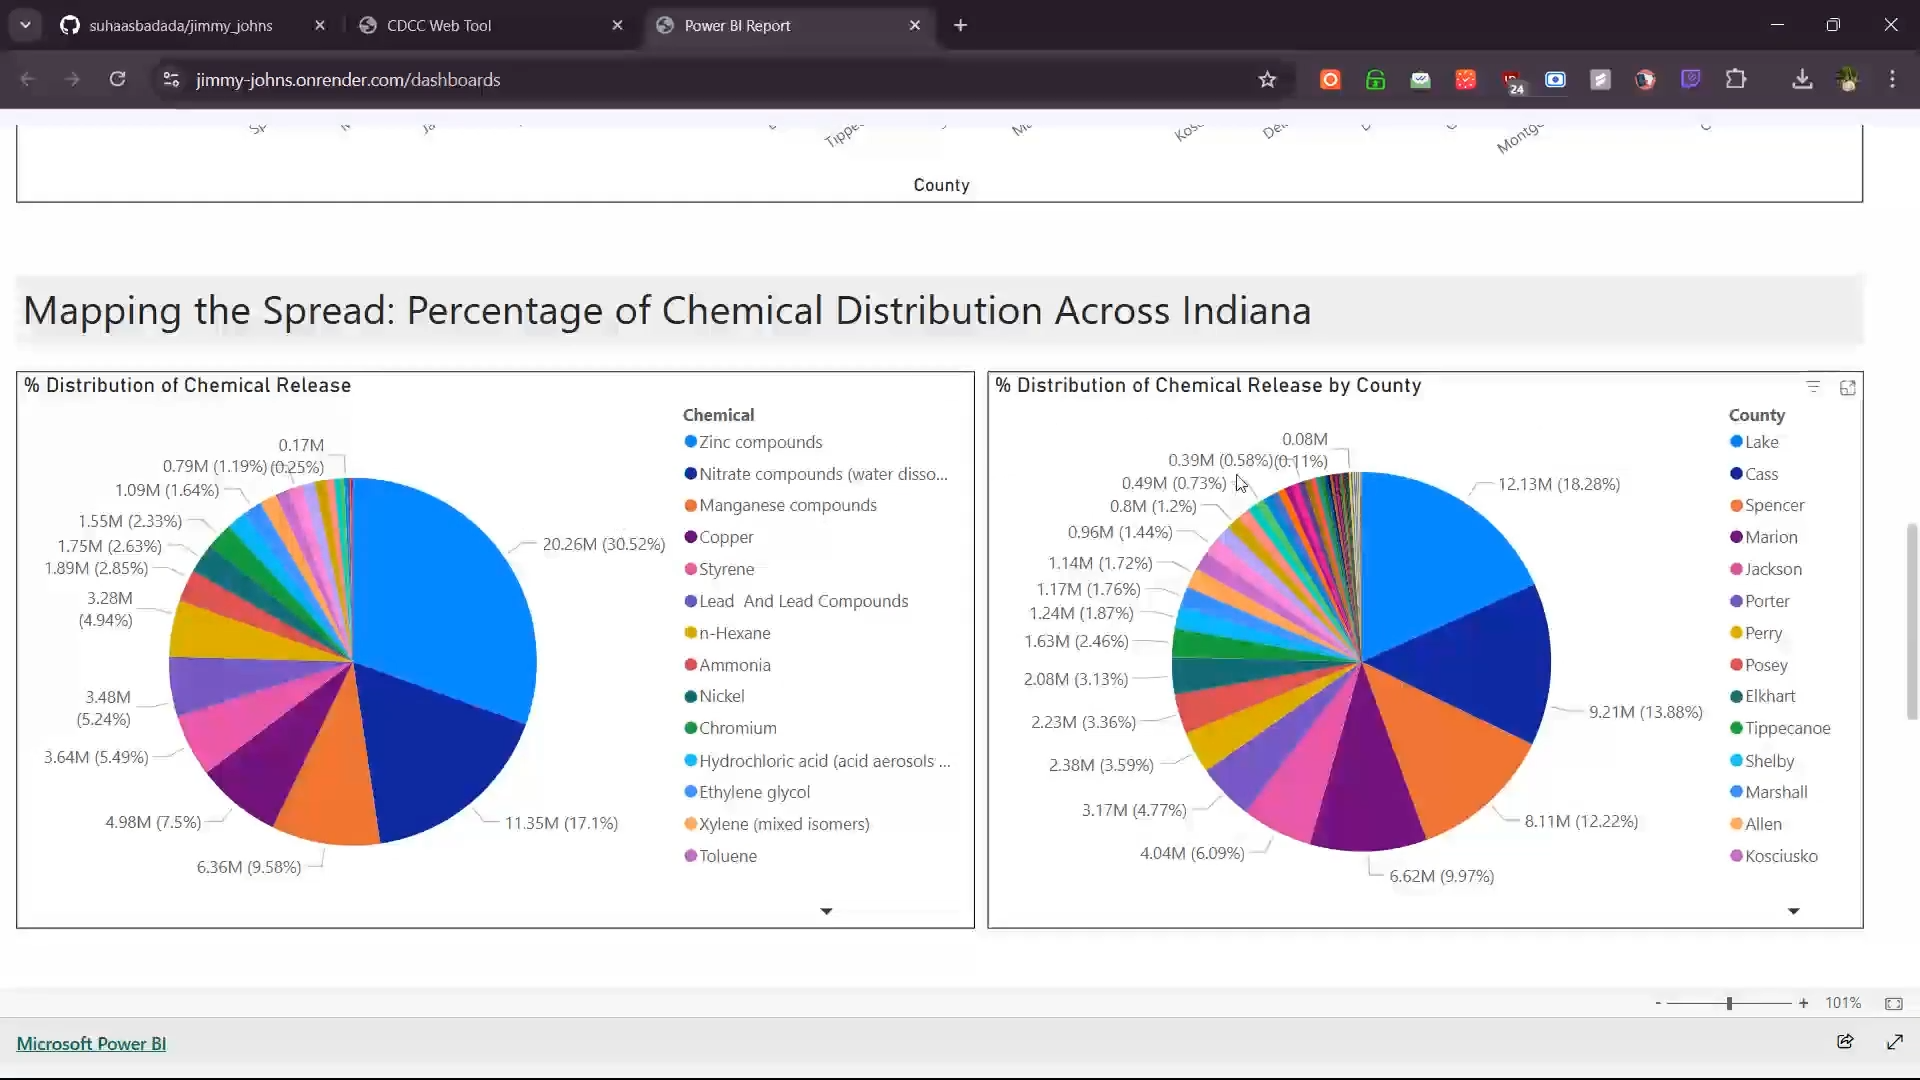 suhaasbadada/jimmy_johns
CDCC Web Tool
Power BI Report
jimmy-johns.onrender.com/dashboards
24
County
Mapping the Spread: Percentage of Chemical Distribution Across Indiana
% Distribution of Chemical Release
0.17M
(0.25%)
0.79M (1.19%)
1.09M (1.64%)
1.55M (2.33%)
1.75M (2.63%)
1.89M (2.85%)
3.28M
(4.94%)
3.48M
(5.24%)
3.64M (5.49%)
4.98M (7.5%)
6.36M (9.58%)
11.35M (17.1%)
20.26M (30.52%)
Chemical
Zinc compounds
Nitrate compounds (water disso...
Manganese compounds
Copper
Styrene
Lead And Lead Compounds
n-Hexane
Ammonia
Nickel
Chromium
Hydrochloric acid (acid aerosols ...
Ethylene glycol
Xylene (mixed isomers)
Toluene
% Distribution of Chemical Release by County
0.08M
(0.11%)
0.39M (0.58%)
0.49M (0.73%)
0.8M (1.2%)
0.96M (1.44%)
1.14M (1.72%)
1.17M (1.76%)
1.24M (1.87%)
1.63M (2.46%)
2.08M (3.13%)
2.23M (3.36%)
2.38M (3.59%)
3.17M (4.77%)
4.04M (6.09%)
6.62M (9.97%)
8.11M (12.22%)
9.21M (13.88%)
12.13M (18.28%)
County
Lake
Cass
Spencer
Marion
Jackson
Porter
Perry
Posey
Elkhart
Tippecanoe
Shelby
Marshall
Allen
Kosciusko
- + 101%
Microsoft Power BI